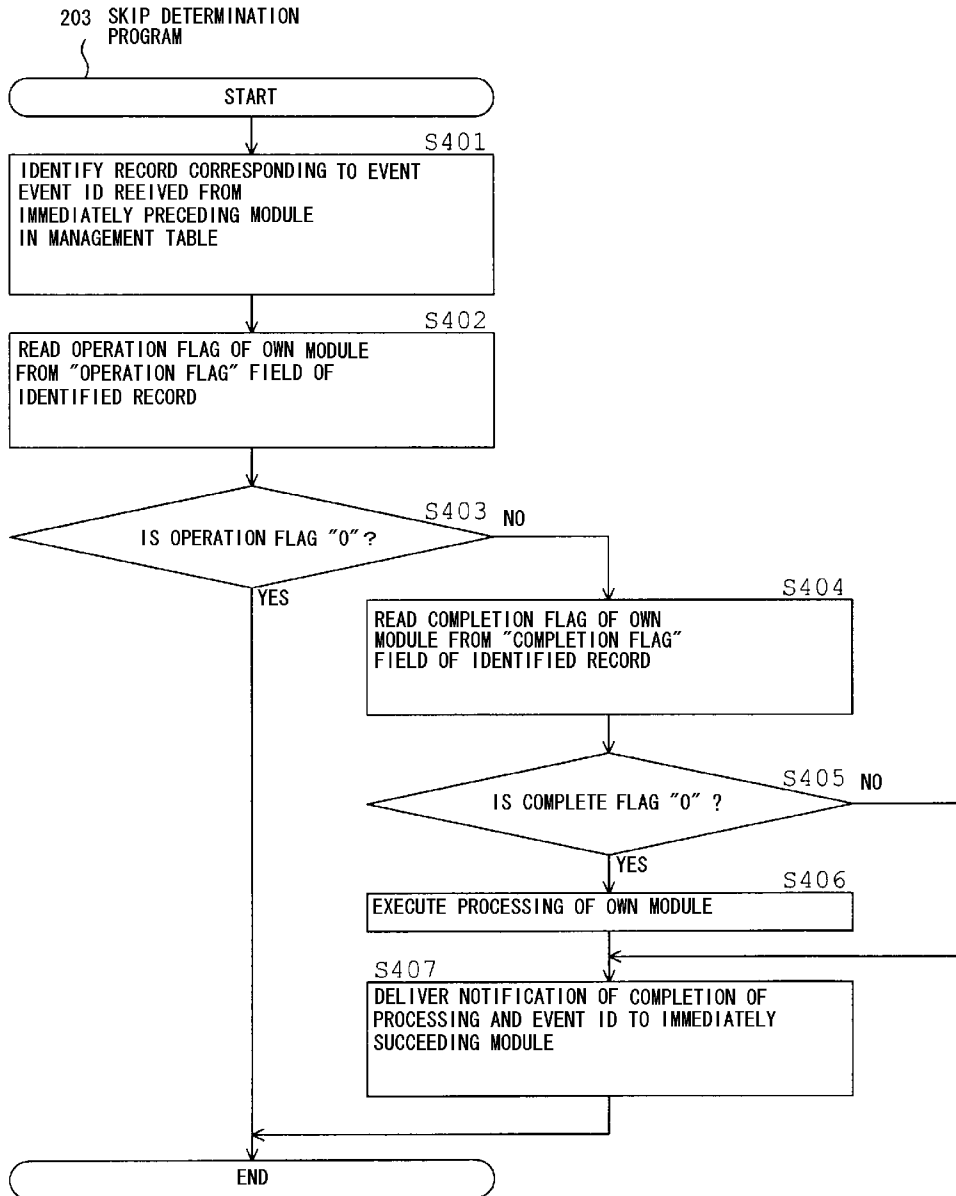 203 SKIP DETERMINATION
PROGRAM
START
S401
IDENTIFY RECORD CORRESPONDING TO EVENT
EVENT ID REEIVED FROM
IMMEDIATELY PRECEDING MODULE
IN MANAGEMENT TABLE
S402
READ OPERATION FLAG OF OWN MODULE
FROM "OPERATION FLAG" FIELD OF
IDENTIFIED RECORD
S403 NO
IS OPERATION FLAG "0"?
YES
S404
READ COMPLETION FLAG OF OWN
MODULE FROM "COMPLETION FLAG"
FIELD OF IDENTIFIED RECORD
S405 NO
IS COMPLETE FLAG "0" ?
YES
S406
EXECUTE PROCESSING OF OWN MODULE
S407
DELIVER NOTIFICATION OF COMPLETION OF
PROCESSING AND EVENT ID TO IMMEDIATELY
SUCCEEDING MODULE
END